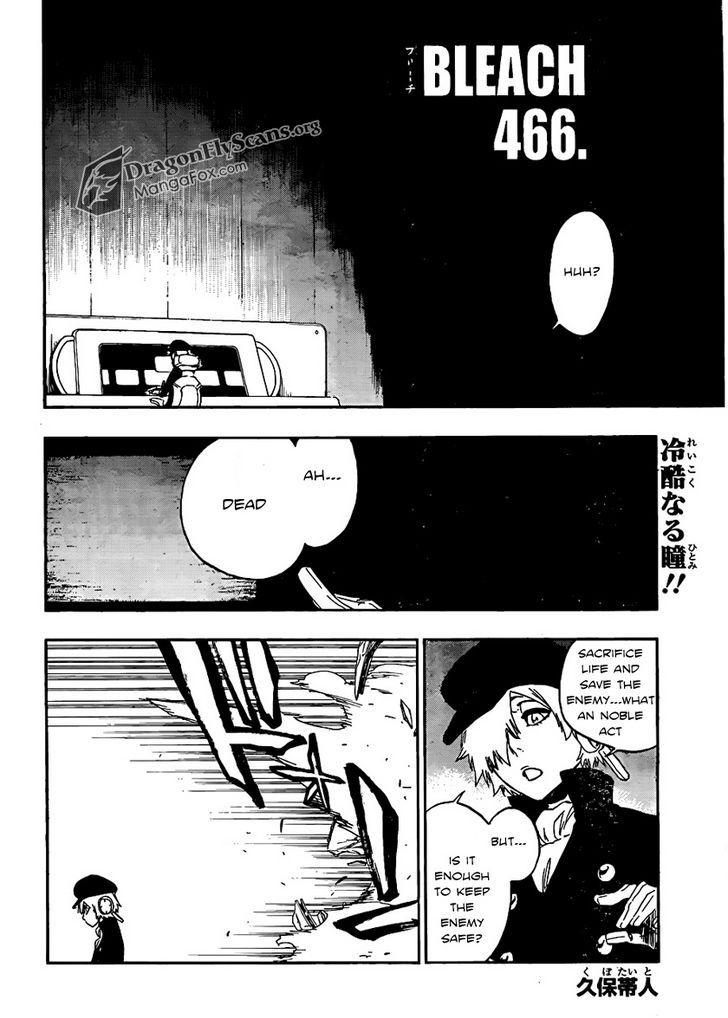 ブリーチ
BLEACH
466.
DragonFlyScans.org
MangaFox.com
HUH?
れいこく
ひとみ
冷酷なる瞳!!
AH...
DEAD
SACRIFICE
LIFE AND
SAVE THE
ENEMY...WHAT
AN NOBLE
ACT
BUT...
IS IT
ENOUGH
TO KEEP
THE
ENEMY
SAFE?
くぼたいと
久保帯人